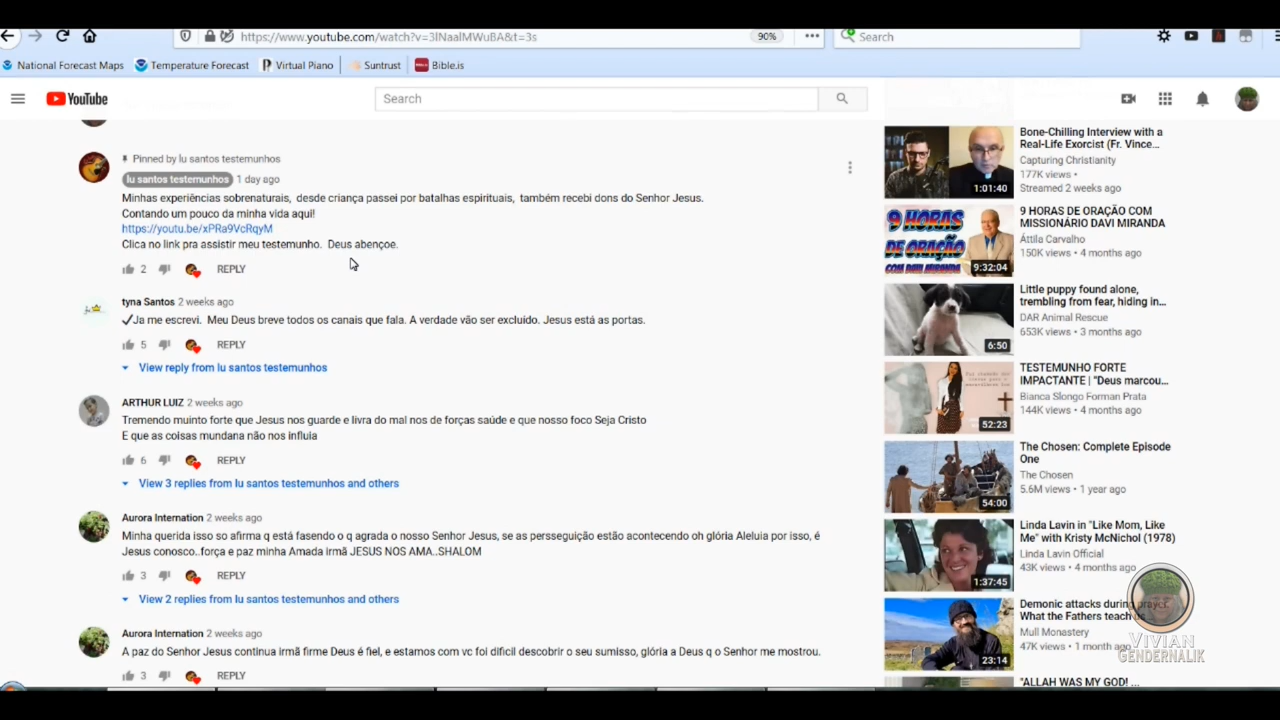 https://www.youtube.com/watch?v=3lNaalMWuBA&t=3s
90%
Search
National Forecast Maps
Temperature Forecast
Virtual Piano
Suntrust
Bible.is
YouTube
Search
Pinned by lu santos testemunhos
lu santos testemunhos 1 day ago
Minhas experiências sobrenaturais, desde criança passei por batalhas espirituais, também recebi dons do Senhor Jesus.
Contando um pouco da minha vida aqui!
https://youtu.be/xPRa9VcRqyM
Clica no link pra assistir meu testemunho. Deus abençoe.
2 REPLY
tyna Santos 2 weeks ago
✓Ja me escrevi. Meu Deus breve todos os canais que fala. A verdade vão ser excluído. Jesus está as portas.
5 REPLY
View reply from lu santos testemunhos
ARTHUR LUIZ 2 weeks ago
Tremendo muinto forte que Jesus nos guarde e livra do mal nos de forças saúde e que nosso foco Seja Cristo
E que as coisas mundana não nos influia
6 REPLY
View 3 replies from lu santos testemunhos and others
Aurora Internation 2 weeks ago
Minha querida isso so afirma q está fasendo o q agrada o nosso Senhor Jesus, se as persseguição estão acontecendo oh glória Aleluia por isso, é
Jesus conosco..força e paz minha Amada irmã JESUS NOS AMA..SHALOM
3 REPLY
View 2 replies from lu santos testemunhos and others
Aurora Internation 2 weeks ago
A paz do Senhor Jesus continua irmã firme Deus é fiel, e estamos com vc foi dificil descobrir o seu sumisso, glória a Deus q o Senhor me mostrou.
3 REPLY
Bone-Chilling Interview with a
Real-Life Exorcist (Fr. Vince...
Capturing Christianity
177K views •
Streamed 2 weeks ago
1:01:40
9 HORAS DE ORAÇÃO COM
MISSIONÁRIO DAVI MIRANDA
Áttila Carvalho
150K views • 4 months ago
9 HORAS
DE ORAÇÃO
COM DAVI MIRANDA
9:32:04
Little puppy found alone,
trembling from fear, hiding in...
DAR Animal Rescue
653K views • 3 months ago
6:50
TESTEMUNHO FORTE
IMPACTANTE | "Deus marcou...
Bianca Slongo Forman Prata
144K views • 4 months ago
52:23
The Chosen: Complete Episode
One
The Chosen
5.6M views • 1 year ago
54:00
Linda Lavin in "Like Mom, Like
Me" with Kristy McNichol (1978)
Linda Lavin Official
43K views • 4 months ago
1:37:45
Demonic attacks during prayer.
What the Fathers teach
Mull Monastery
47K views • 1 month ago
23:14
VIVIAN
GENDERNALIK
"ALLAH WAS MY GOD! ...